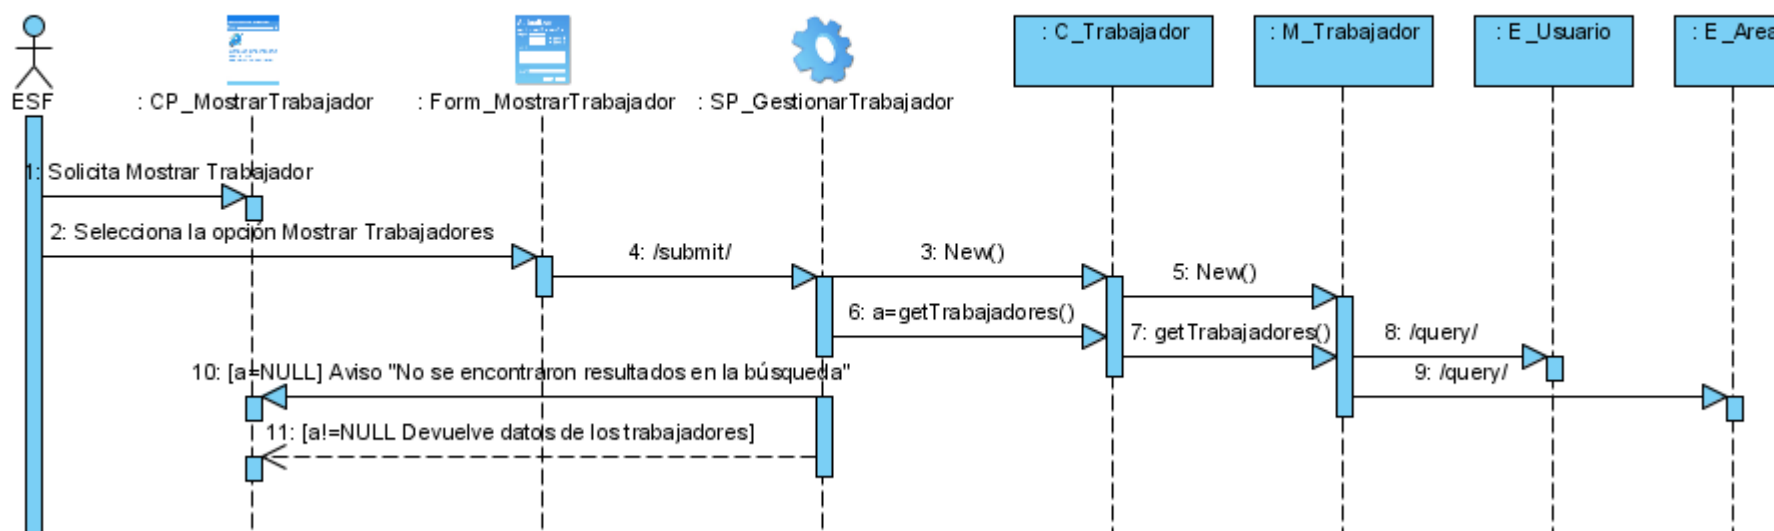 : C_Trabajador
: M_Trabajador
: E_Usuario
: E_Area
ESF
: CP_MostrarTrabajador
: Form_MostrarTrabajador
: SP_GestionarTrabajador
1: Solicita Mostrar Trabajador
2: Selecciona la opción Mostrar Trabajadores
4: /submit/
3: New()
5: New()
6: a=getTrabajadores()
7: getTrabajadores()
8: /query/
9: /query/
10: [a=NULL] Aviso "No se encontraron resultados en la búsqueda"
11: [a!=NULL Devuelve datos de los trabajadores]